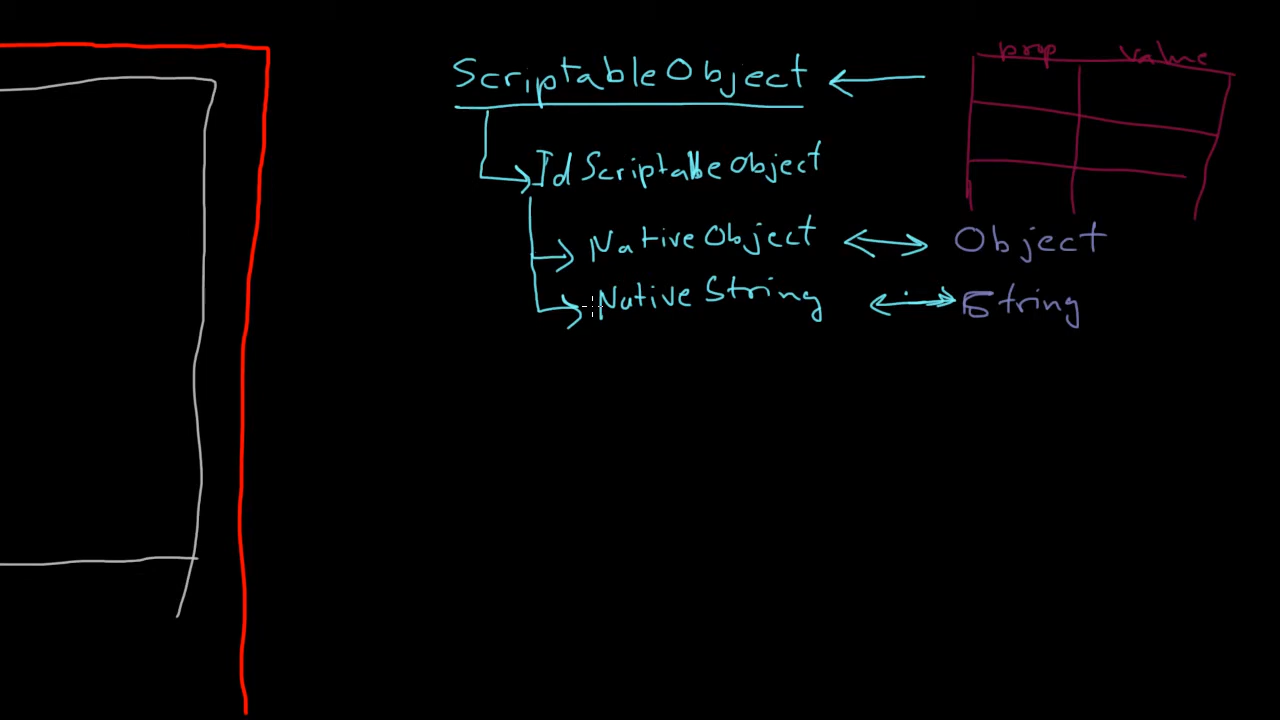 ScriptableObject
prop value
IdScriptableObject
NativeObject Object
NativeString String